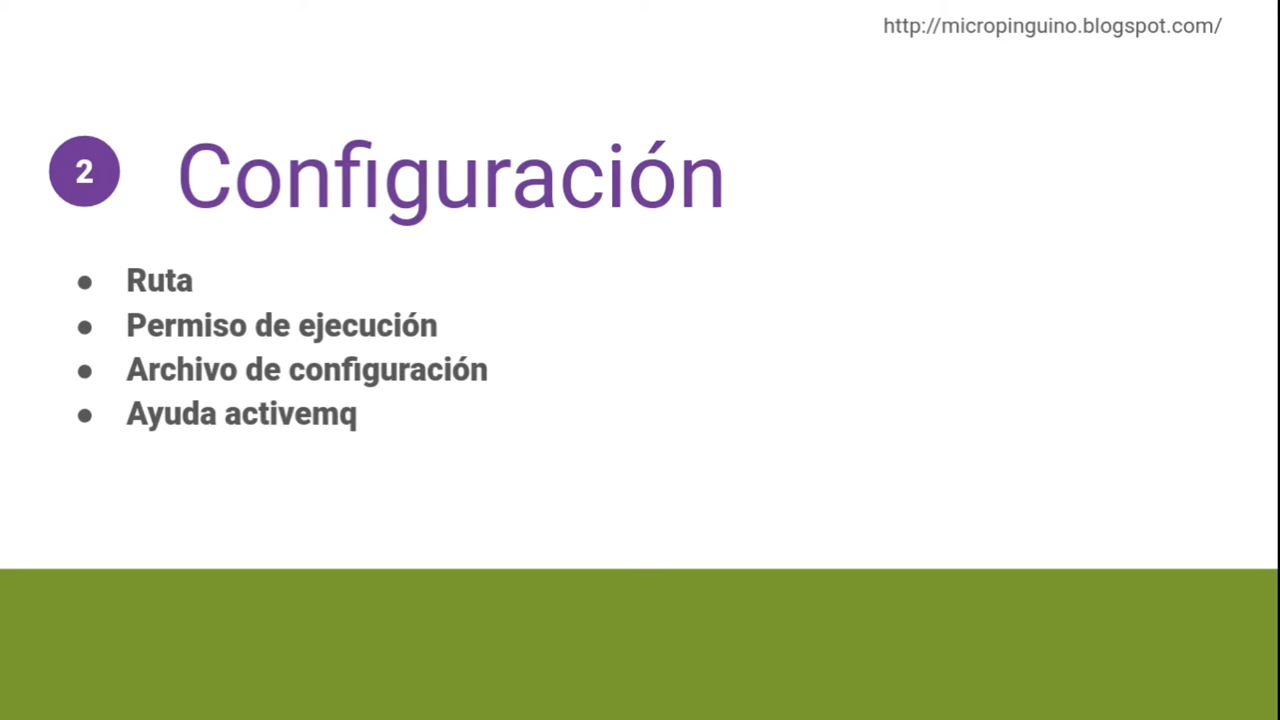 http://micropinguino.blogspot.com/
2 Configuración
● Ruta
● Permiso de ejecución
● Archivo de configuración
● Ayuda activemq